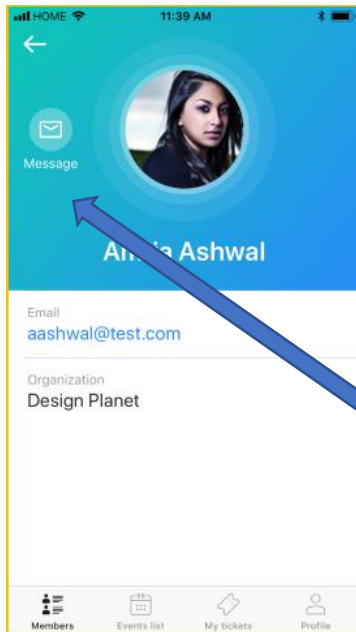 HOME 11:39 AM
Message
Ashwal
Email
aashwal@test.com
Organization
Design Planet
Members Events list My tickets Profile